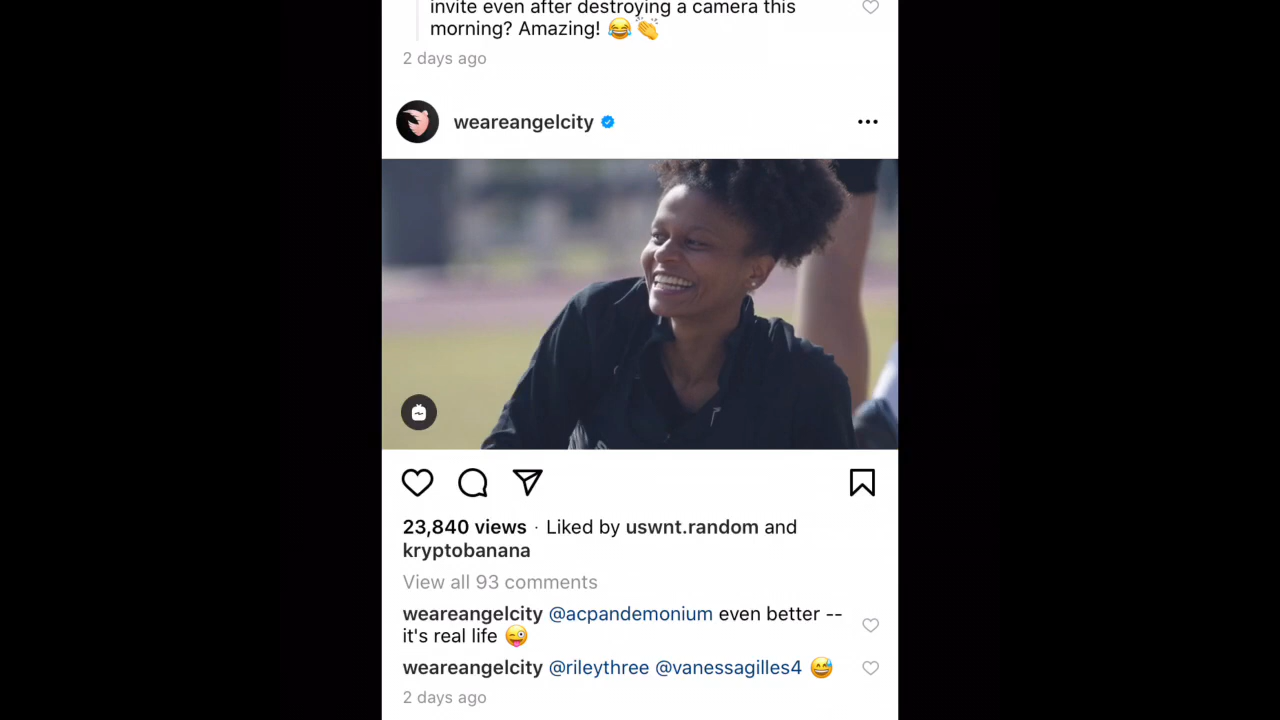 invite even after destroying a camera this
morning? Amazing! 😂👏
2 days ago
weareangelcity
23,840 views · Liked by uswnt.random and
kryptobanana
View all 93 comments
weareangelcity @acpandemonium even better --
it's real life 😜
weareangelcity @rileythree @vanessagilles4 😅
2 days ago